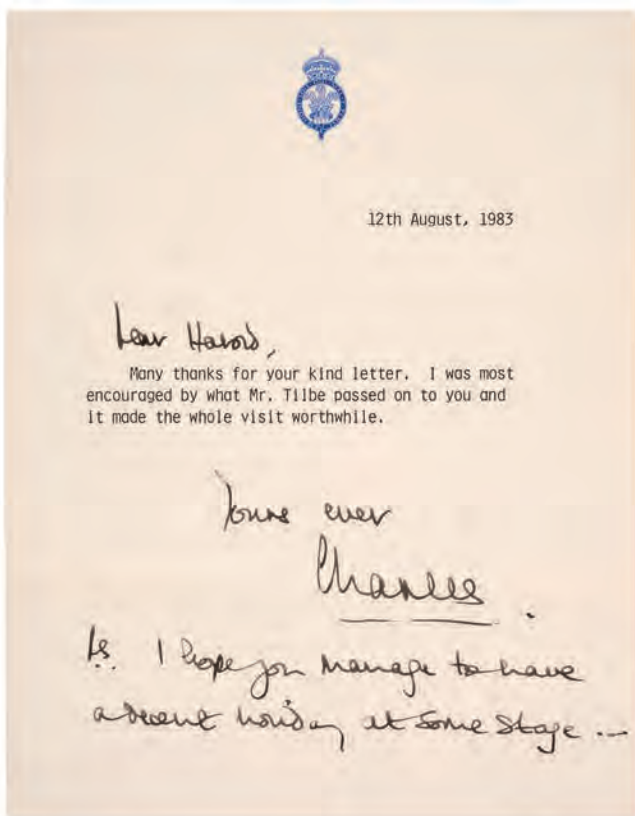 12th August, 1983
Dear Harold,
Many thanks for your kind letter. I was most
encouraged by what Mr. Tilbe passed on to you and
it made the whole visit worthwhile.
Yours ever
Charles.
Ps. I hope you manage to have
a decent holiday at some stage ...